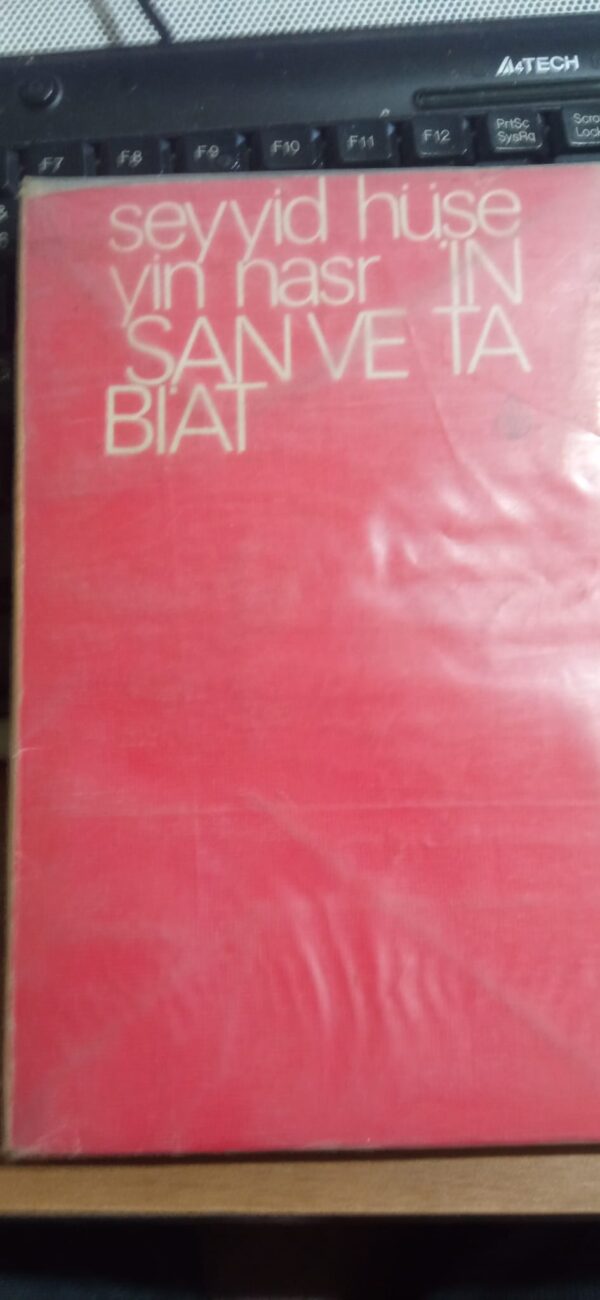 A4TECH
PrtSc
SysRq
F7
F8
F9
F10
F11
F12
seyyid hüse
yin nasr İN
SAN VE TA
BİAT